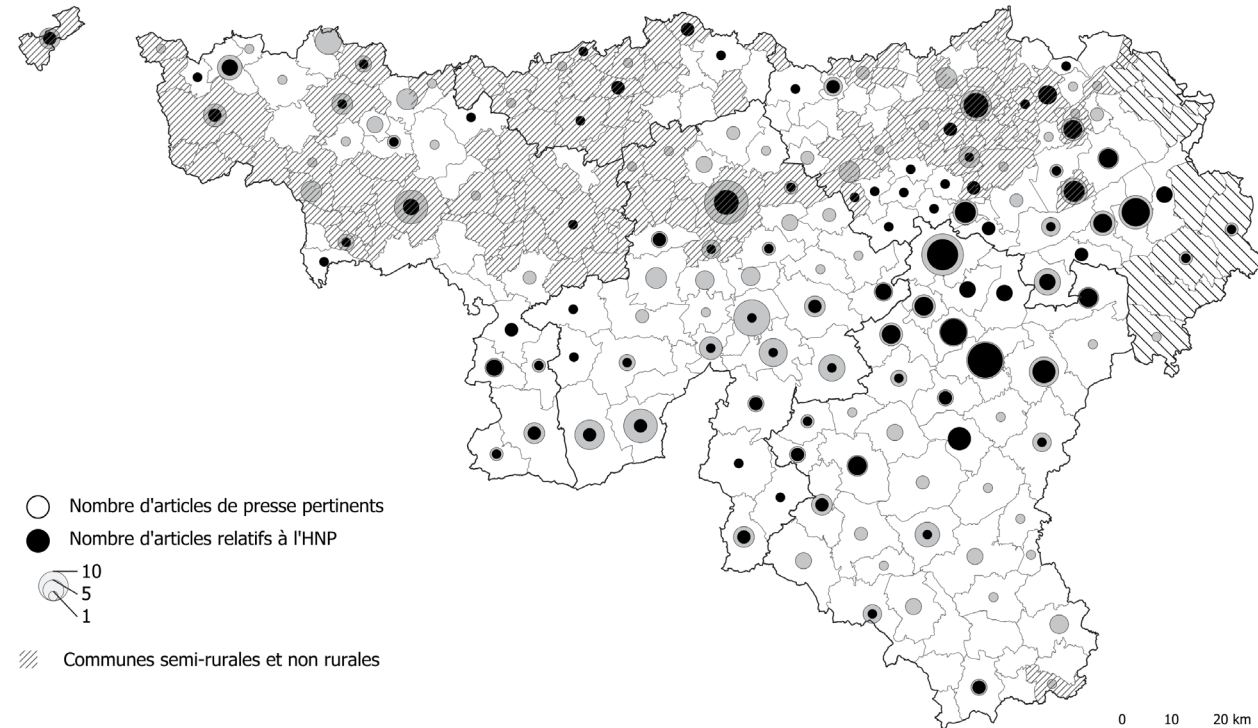 Nombre d'articles de presse pertinents
Nombre d'articles relatifs à l'HNP
10
5
1
Communes semi-rurales et non rurales
0 10 20 km